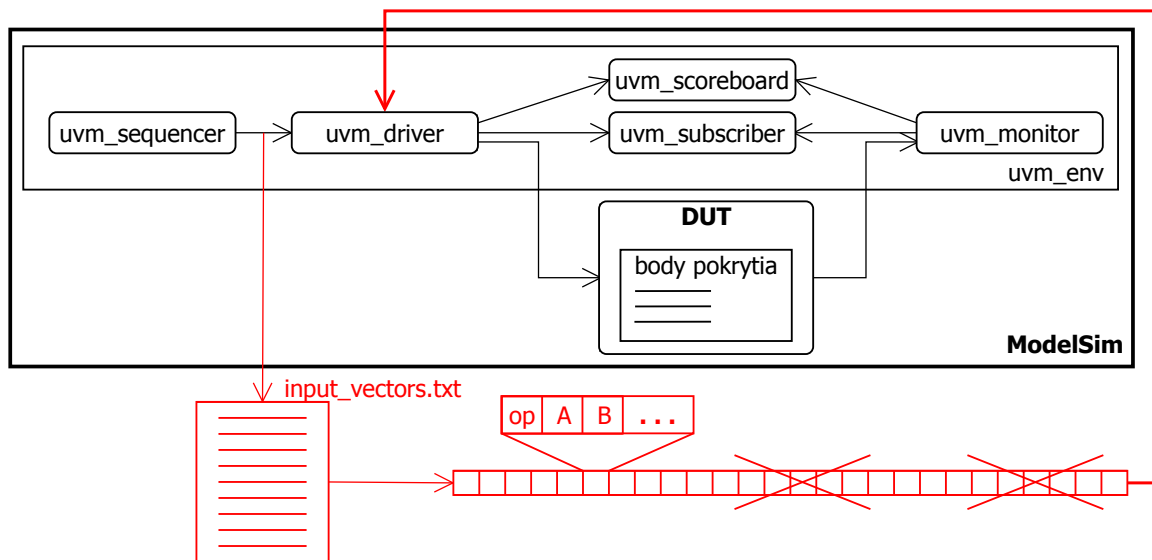 uvm_scoreboard
uvm_sequencer
uvm_driver
uvm_subscriber
uvm_monitor
uvm_env
DUT
body pokrytia
ModelSim
input_vectors.txt
op A B ...